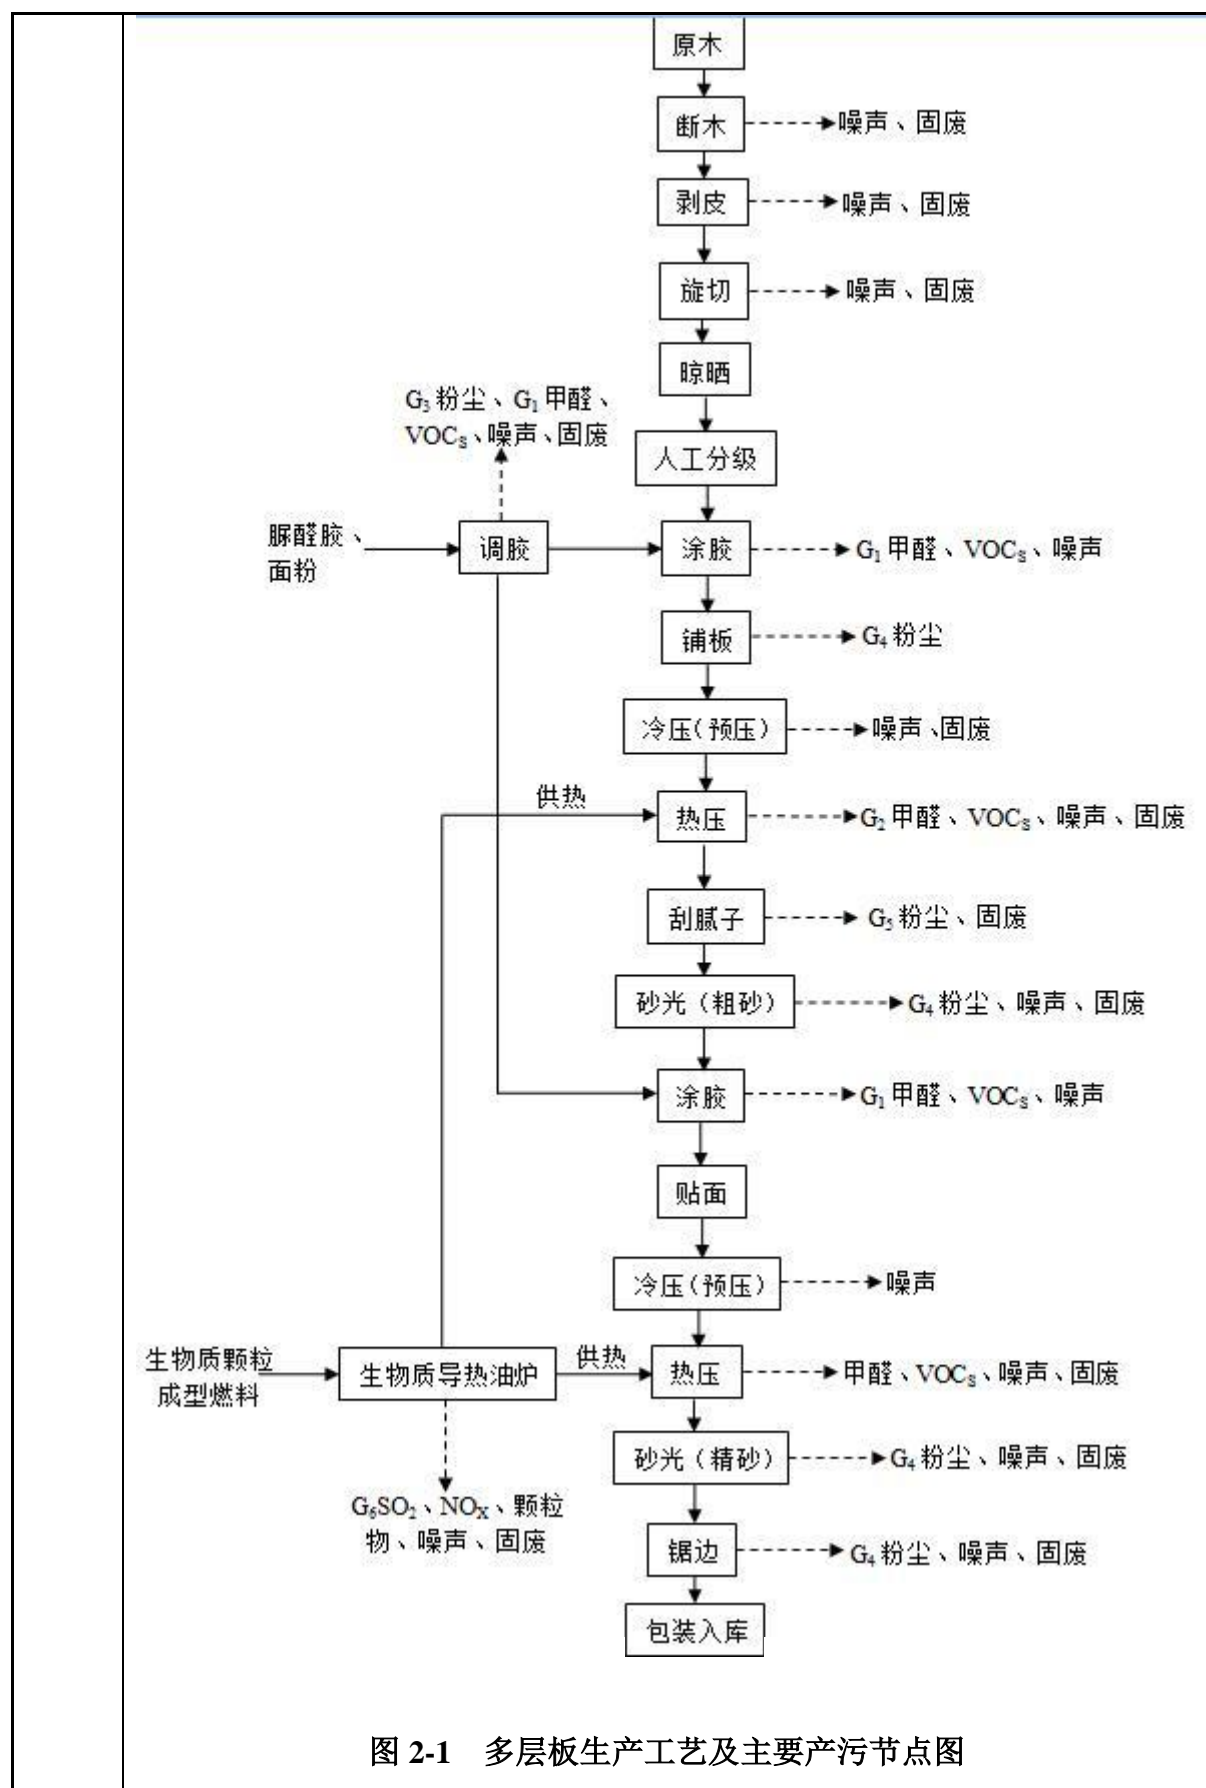 原木
断木
噪声、固废
剥皮
噪声、固废
旋切
噪声、固废
晾晒
G₃粉尘、G₁甲醛、
VOCₛ、噪声、固废
人工分级
脲醛胶、
面粉
调胶
涂胶
G₁甲醛、VOCₛ、噪声
铺板
G₄粉尘
冷压(预压)
噪声、固废
供热
热压
G₂甲醛、VOCₛ、噪声、固废
刮腻子
G₅粉尘、固废
砂光（粗砂）
G₄粉尘、噪声、固废
涂胶
G₁甲醛、VOCₛ、噪声
贴面
冷压(预压)
噪声
生物质颗粒
成型燃料
生物质导热油炉
供热
热压
甲醛、VOCₛ、噪声、固废
砂光（精砂）
G₄粉尘、噪声、固废
G₆SO₂、NOₓ、颗粒
物、噪声、固废
锯边
G₄粉尘、噪声、固废
包装入库
图 2-1 多层板生产工艺及主要产污节点图